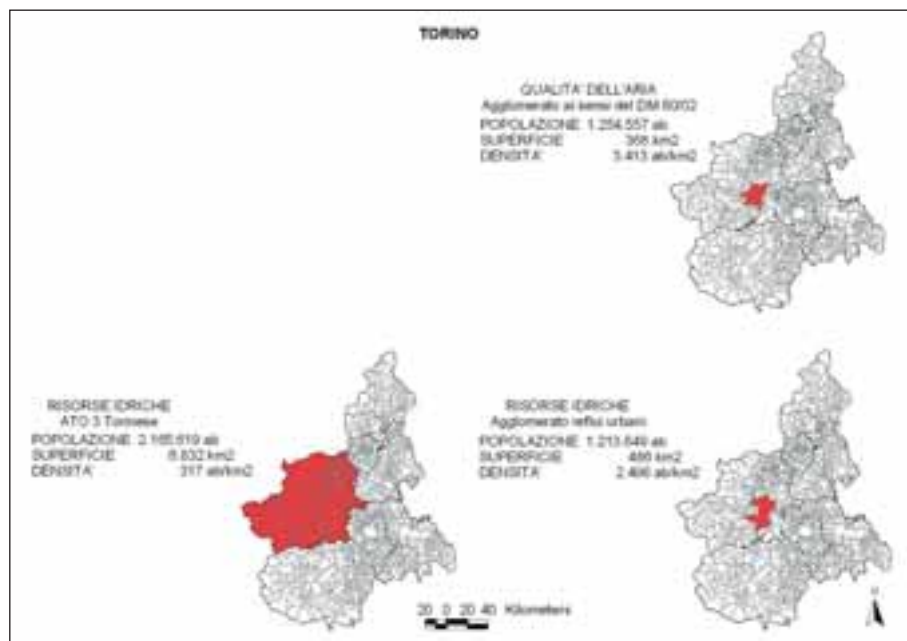 TORINO
QUALITA' DELL'ARIA
Agglomerato ai sensi del DM 60/02
POPOLAZIONE 1.254.557 ab
SUPERFICIE 368 km2
DENSITA' 3.413 ab/km2
RISORSE IDRICHE
ATO 3 Torinese
POPOLAZIONE 2.165.619 ab
SUPERFICIE 6.832 km2
DENSITA' 317 ab/km2
RISORSE IDRICHE
Agglomerato reflui urbani
POPOLAZIONE 1.213.649 ab
SUPERFICIE km2
DENSITA' ab/km2
20 0 20 40 Kilometers
N